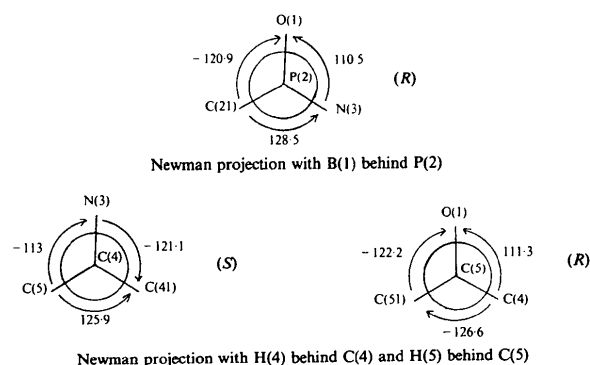 O(1)
-120·9
110·5
P(2)
(R)
C(21)
N(3)
128·5
Newman projection with B(1) behind P(2)
N(3)
-113
-121·1
C(4)
(S)
C(5)
C(41)
125·9
O(1)
-122·2
111·3
C(5)
(R)
C(51)
C(4)
-126·6
Newman projection with H(4) behind C(4) and H(5) behind C(5)